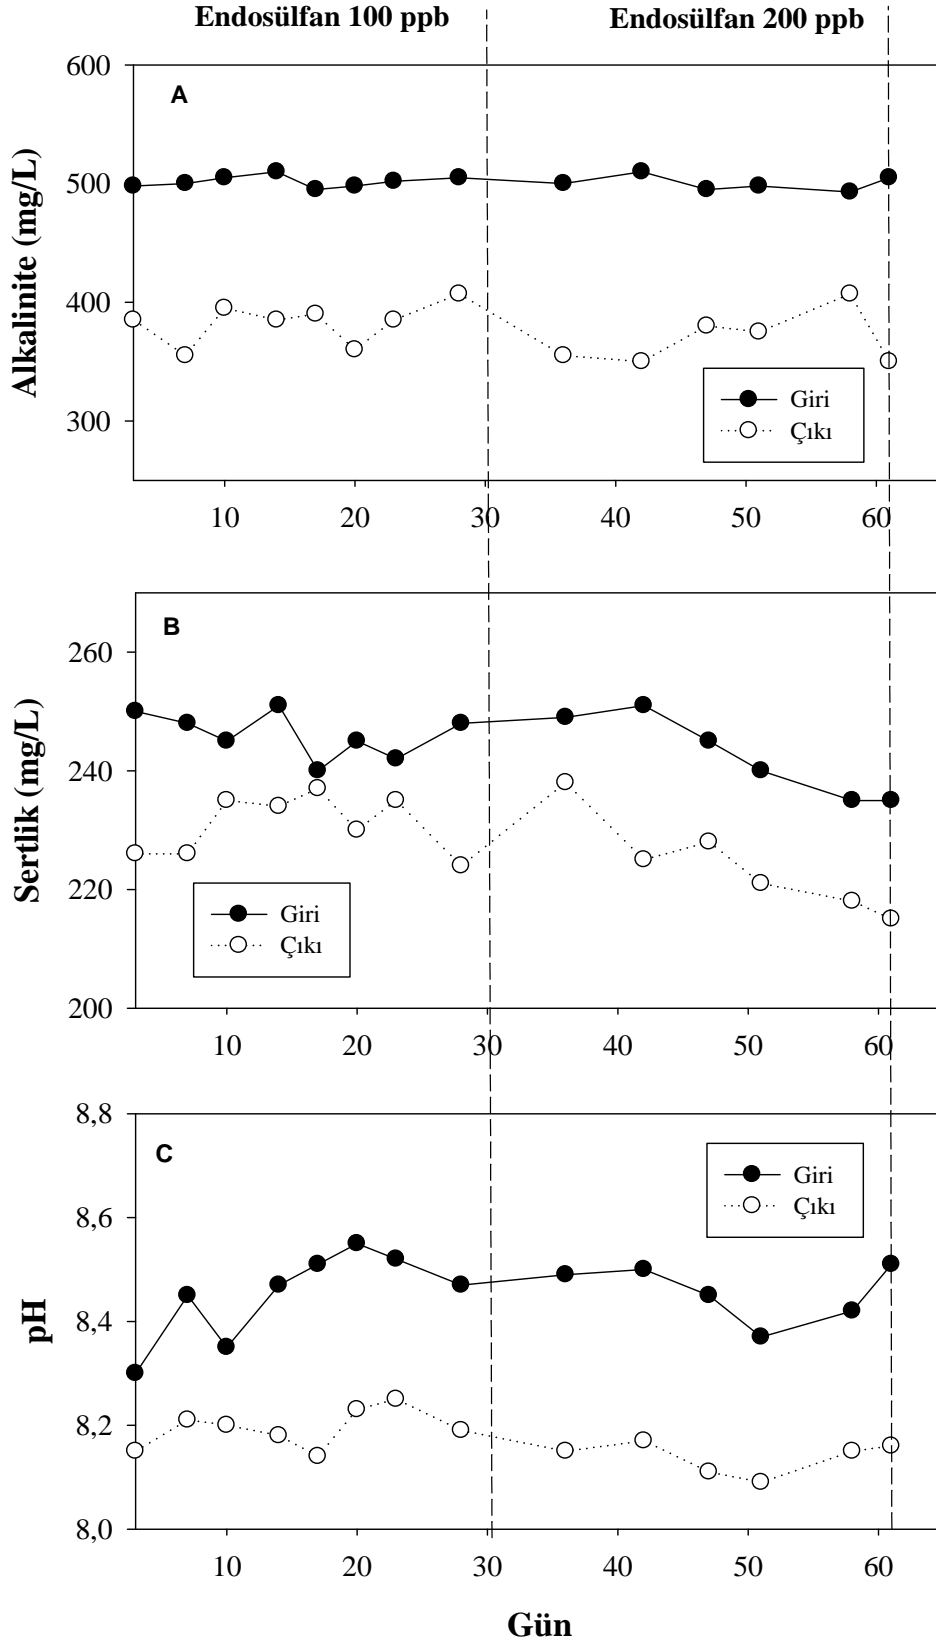 Endosülfan 100 ppb
Endosülfan 200 ppb
A
Alkalinite (mg/L)
600
500
400
300
Giri
Çıkı
10 20 30 40 50 60
B
Sertlik (mg/L)
260
240
220
200
Giri
Çıkı
10 20 30 40 50 60
C
pH
8,8
8,6
8,4
8,2
8,0
Giri
Çıkı
10 20 30 40 50 60
Gün